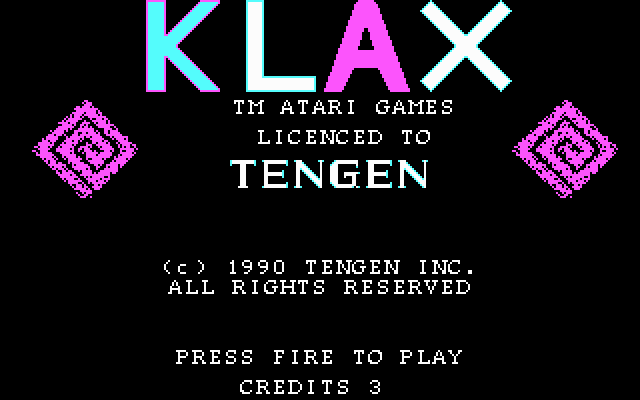 KLAX
TM ATARI GAMES
LICENCED TO
TENGEN
(c) 1990 TENGEN INC.
ALL RIGHTS RESERVED
PRESS FIRE TO PLAY
CREDITS 3